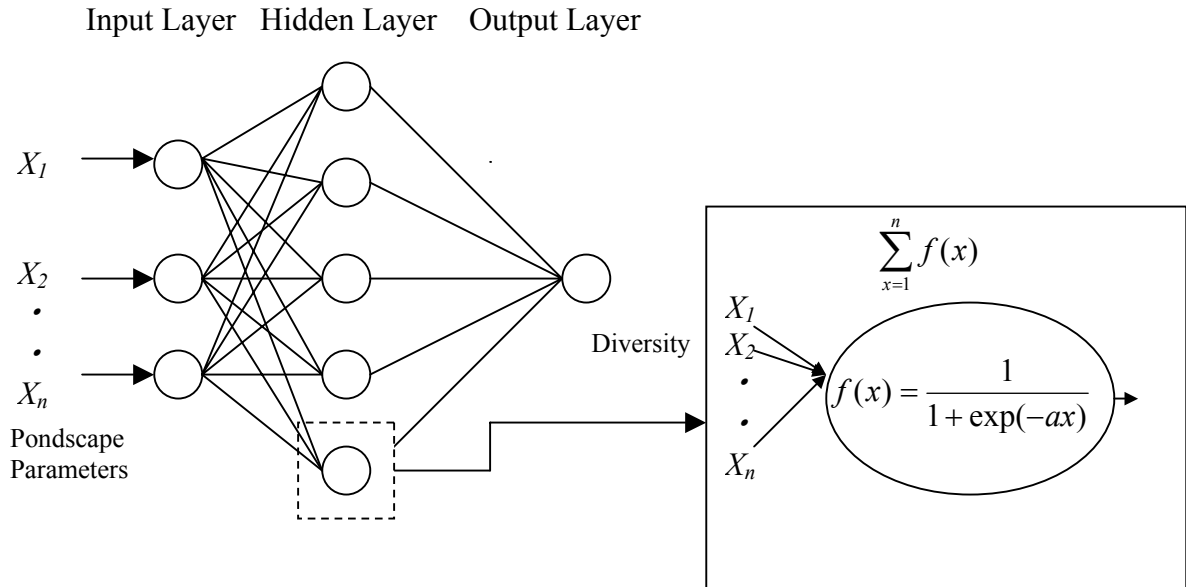 Input Layer Hidden Layer Output Layer
X₁
X₂
.
.
Xₙ
Pondscape
Parameters
Diversity
∑ₓ₌₁ⁿ f(x)
X₁
X₂
.
.
Xₙ
f(x) = 1 / (1 + exp(−ax))